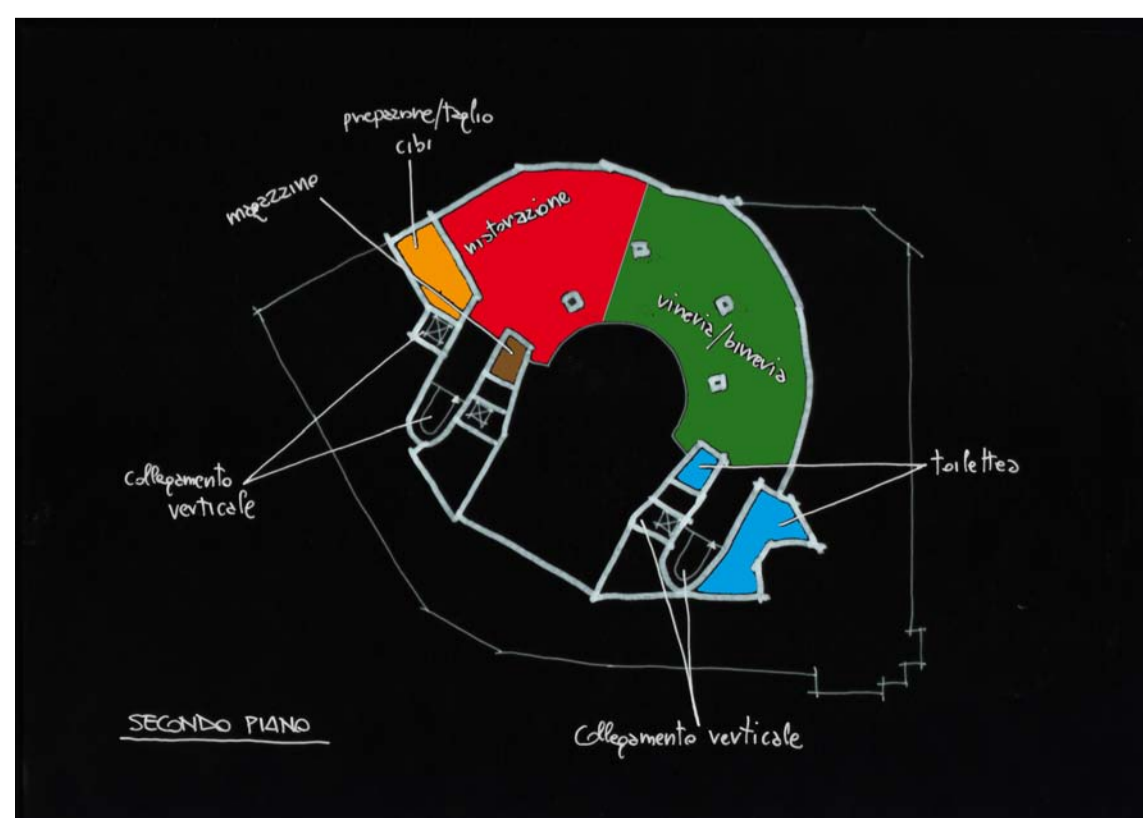 preparazione/taglio
cibi
magazzino
ristorazione
vineria/birreria
collegamento
verticale
toilettes
SECONDO PIANO
collegamento verticale